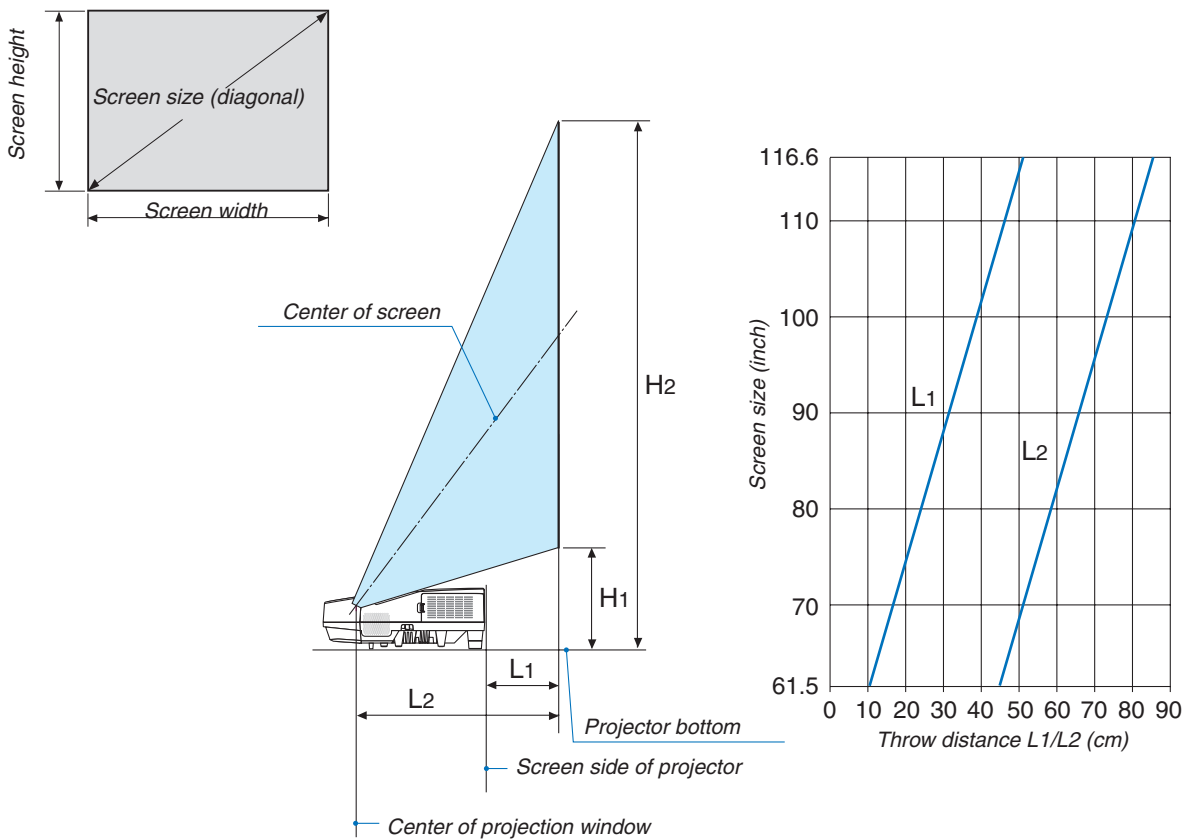 Screen height
Screen size (diagonal)
Screen width
Center of screen
H2
H1
L1
L2
Projector bottom
Screen side of projector
Center of projection window
Screen size (inch)
116.6
110
100
90
80
70
61.5
L1
L2
0 10 20 30 40 50 60 70 80 90
Throw distance L1/L2 (cm)